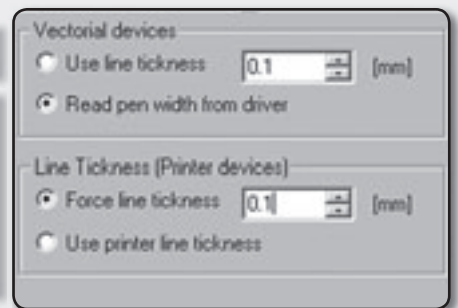 Vectorial devices
Use line tickness 0.1 [mm]
Read pen width from driver
Line Tickness (Printer devices)
Force line tickness 0.1 [mm]
Use printer line tickness